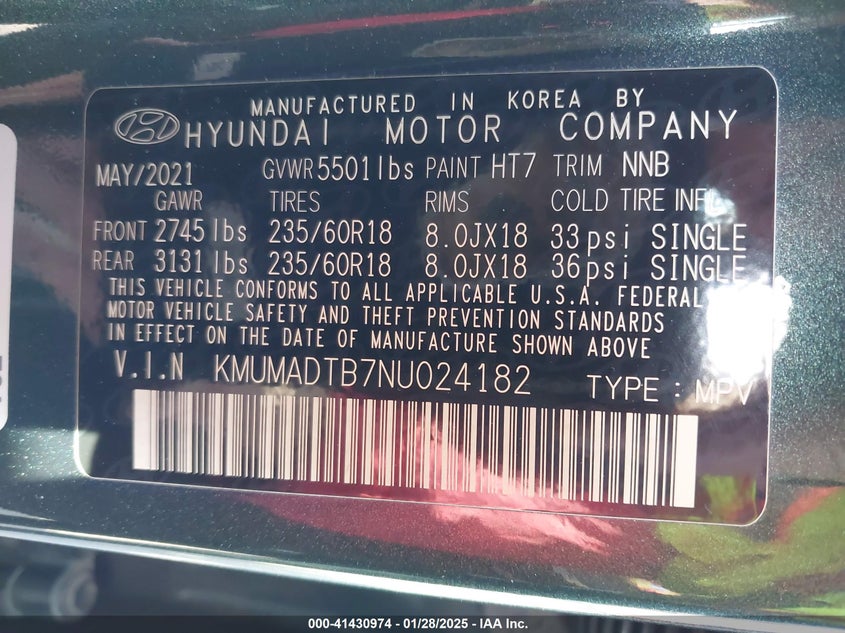 MANUFACTURED IN KOREA BY
HYUNDAI MOTOR COMPANY
MAY/2021 GVWR 5501lbs PAINT HT7 TRIM NNB
GAWR TIRES RIMS COLD TIRE INFL
FRONT 2745 lbs 235/60R18 8.0JX18 33psi SINGLE
REAR 3131 lbs 235/60R18 8.0JX18 36psi SINGLE
THIS VEHICLE CONFORMS TO ALL APPLICABLE U.S.A. FEDERAL
MOTOR VEHICLE SAFETY AND THEFT PREVENTION STANDARDS
IN EFFECT ON THE DATE OF MANUFACTURE SHOWN ABOVE
V.I.N KMUMADTB7NU024182 TYPE : MPV
000-41430974 - 01/28/2025 - IAA Inc.